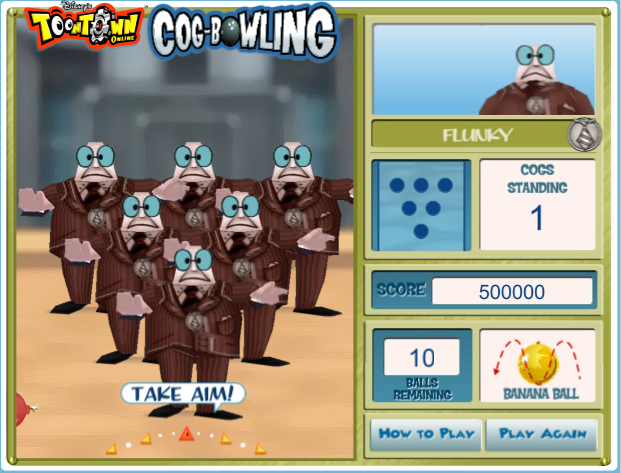 Disney's
TOONTOWN
ONLINE
COG-BOWLING
FLUNKY
COGS
STANDING
1
SCORE 500000
10
BALLS
REMAINING
BANANA BALL
TAKE AIM!
HOW TO PLAY
PLAY AGAIN